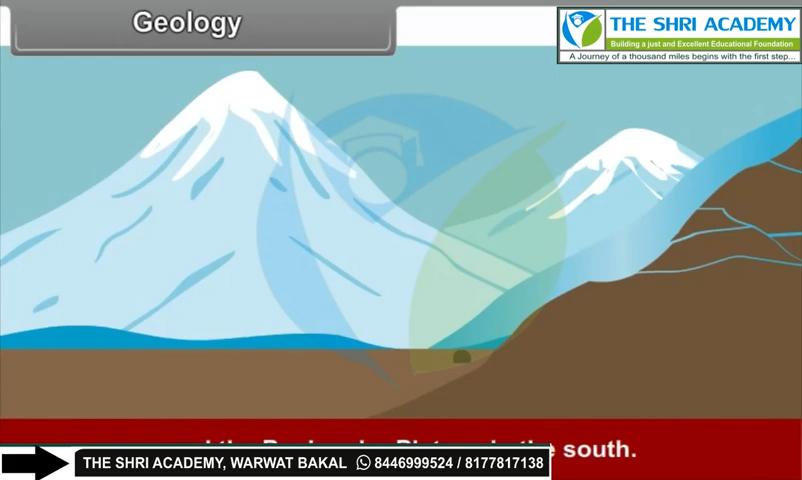 Geology
THE SHRI ACADEMY
Building a just and Excellent Educational Foundation
A Journey of a thousand miles begins with the first step...
the south.
THE SHRI ACADEMY, WARWAT BAKAL 8446999524 / 8177817138